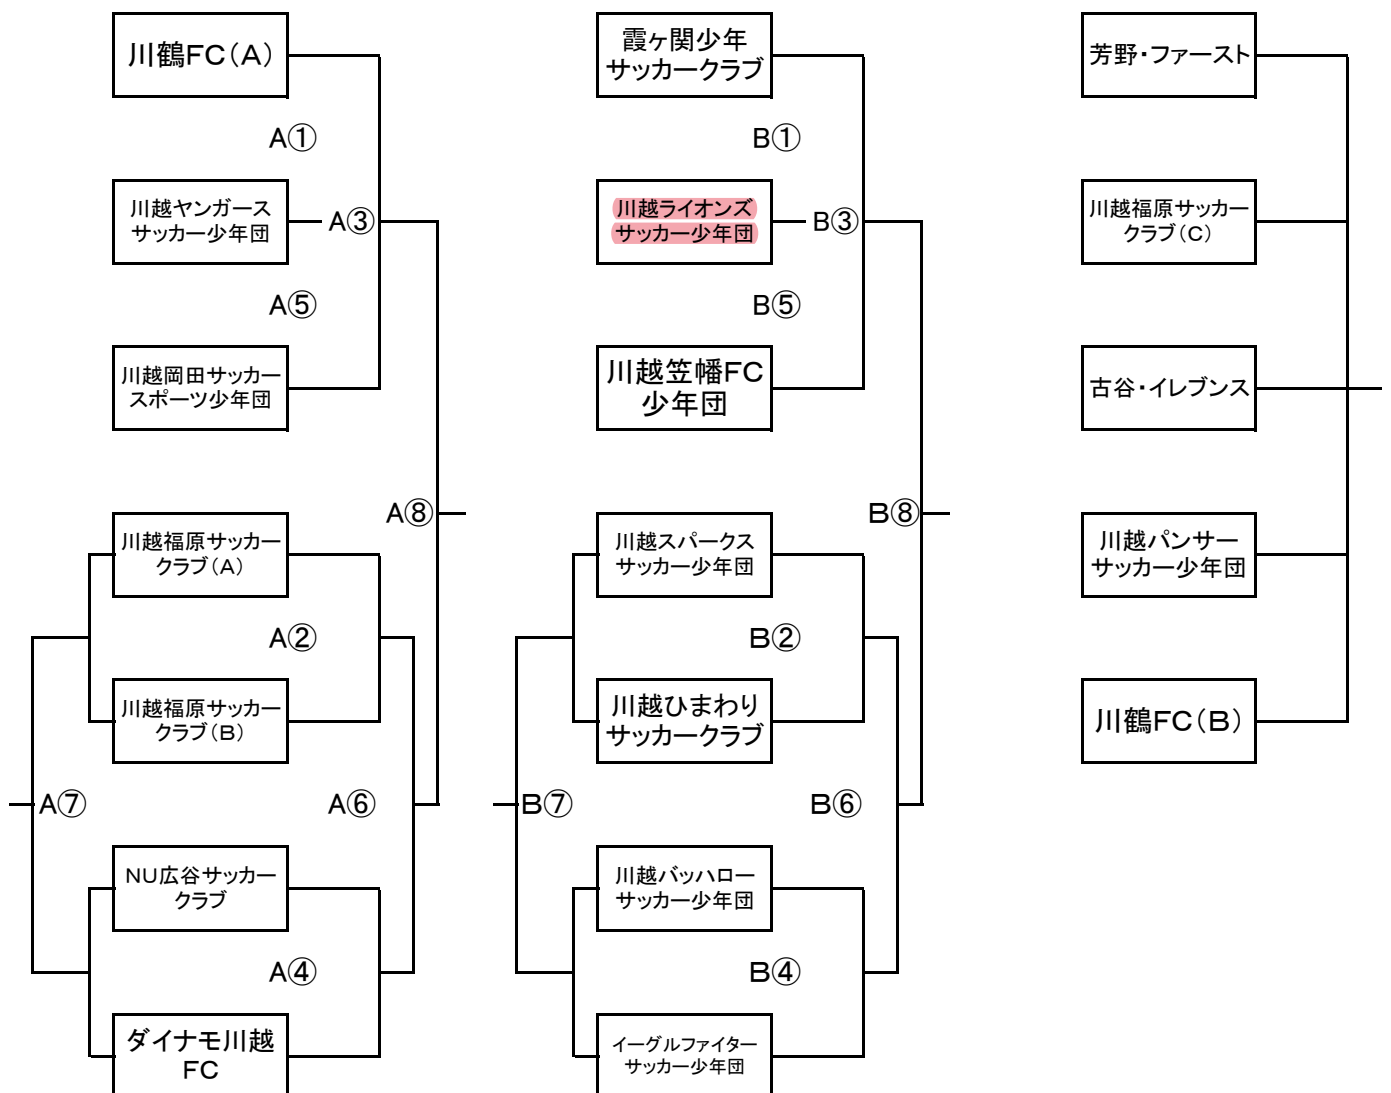 川鶴FC(A)
A①
川越ヤンガース
サッカー少年団
A③
A⑤
川越岡田サッカー
スポーツ少年団
A⑧
川越福原サッカー
クラブ(A)
A②
川越福原サッカー
クラブ(B)
A⑦
A⑥
NU広谷サッカー
クラブ
A④
ダイナモ川越
FC
霞ヶ関少年
サッカークラブ
B①
川越ライオンズ
サッカー少年団
B③
B⑤
川越笠幡FC
少年団
B⑧
川越スパークス
サッカー少年団
B②
川越ひまわり
サッカークラブ
B⑦
B⑥
川越バッハロー
サッカー少年団
B④
イーグルファイター
サッカー少年団
芳野・ファースト
川越福原サッカー
クラブ(C)
古谷・イレブンス
川越パンサー
サッカー少年団
川鶴FC(B)